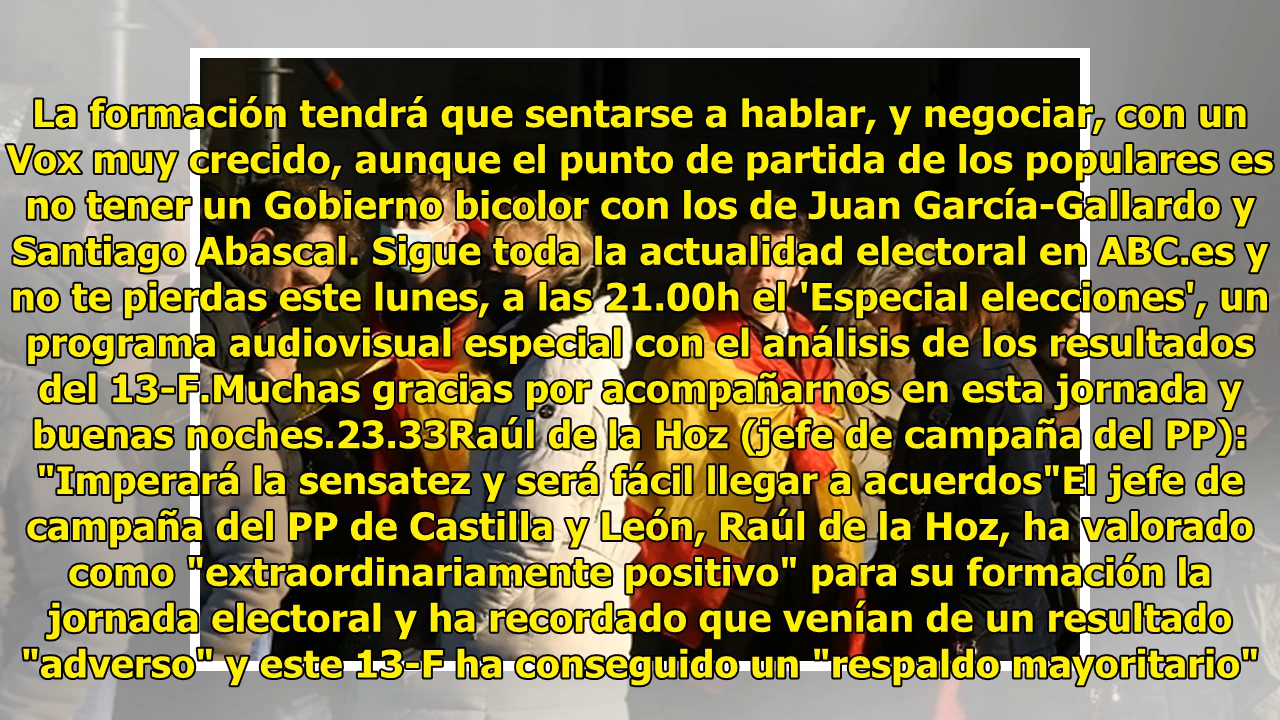 La formación tendrá que sentarse a hablar, y negociar, con un
Vox muy crecido, aunque el punto de partida de los populares es
no tener un Gobierno bicolor con los de Juan García-Gallardo y
Santiago Abascal. Sigue toda la actualidad electoral en ABC.es y
no te pierdas este lunes, a las 21.00h el 'Especial elecciones', un
programa audiovisual especial con el análisis de los resultados
del 13-F.Muchas gracias por acompañarnos en esta jornada y
buenas noches.23.33Raúl de la Hoz (jefe de campaña del PP):
"Imperará la sensatez y será fácil llegar a acuerdos"El jefe de
campaña del PP de Castilla y León, Raúl de la Hoz, ha valorado
como "extraordinariamente positivo" para su formación la
jornada electoral y ha recordado que venían de un resultado
"adverso" y este 13-F ha conseguido un "respaldo mayoritario"